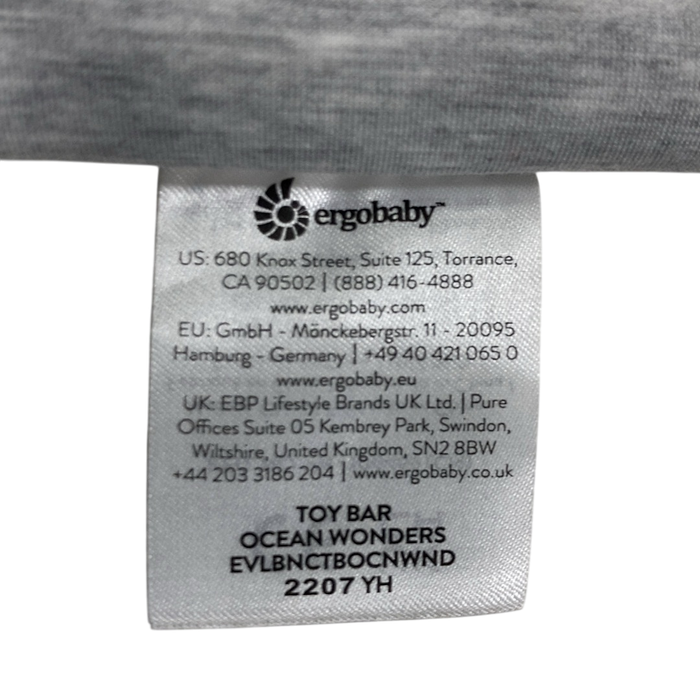 ergobaby™
US: 680 Knox Street, Suite 125, Torrance,
CA 90502 | (888) 416-4888
www.ergobaby.com
EU: GmbH - Mönckebergstr. 11 - 20095
Hamburg - Germany | +49 40 421 065 0
www.ergobaby.eu
UK: EBP Lifestyle Brands UK Ltd. | Pure
Offices Suite 05 Kembrey Park, Swindon,
Wiltshire, United Kingdom, SN2 8BW
+44 203 3186 204 | www.ergobaby.co.uk
TOY BAR
OCEAN WONDERS
EVLBNCTBOCNWND
2207 YH